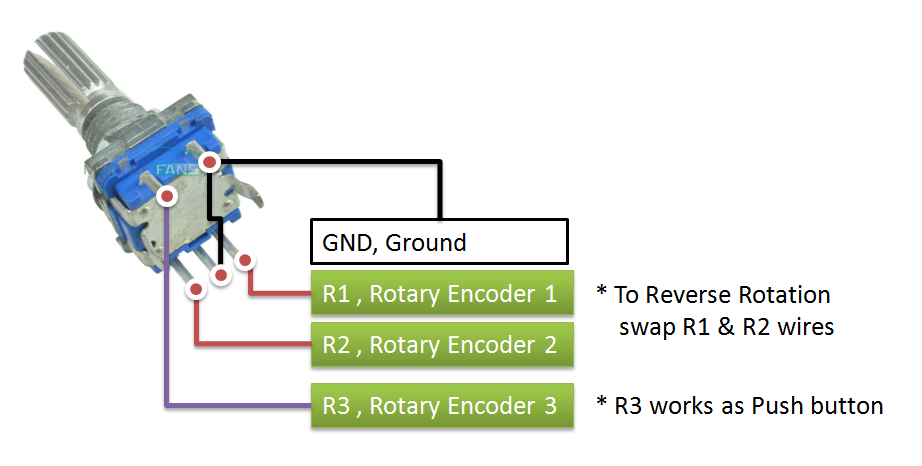 FANS
GND, Ground
R1 , Rotary Encoder 1
* To Reverse Rotation
swap R1 & R2 wires
R2 , Rotary Encoder 2
R3 , Rotary Encoder 3
* R3 works as Push button